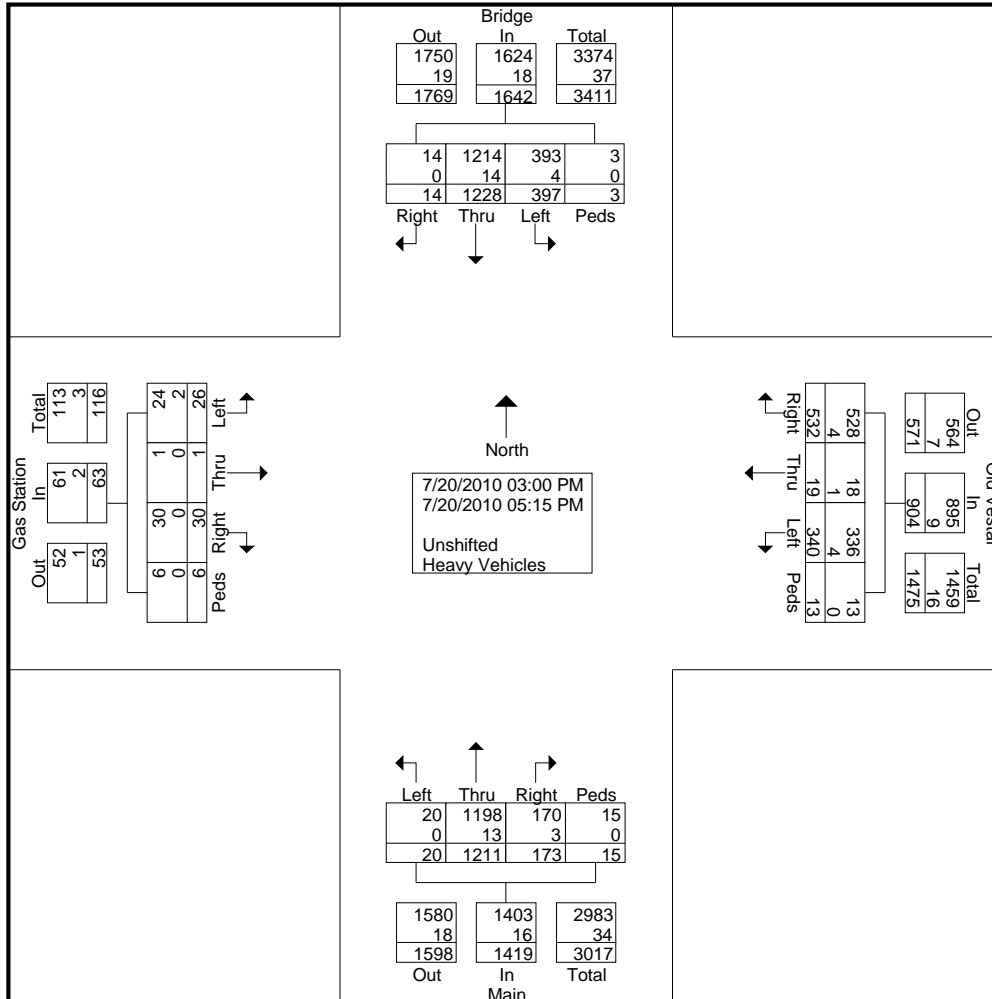 Bridge
Out In Total
1750 1624 3374
19 18 37
1769 1642 3411
14 1214 393 3
0 14 4 0
14 1228 397 3
Right Thru Left Peds
Gas Station
Total In Out
113 61 52
3 2 1
116 63 53
24 1 30 6
2 0 0 0
26 1 30 6
Left Thru Right Peds
North
7/20/2010 03:00 PM
7/20/2010 05:15 PM
Unshifted
Heavy Vehicles
Right Thru Left Peds
532 19 340 13
4 1 4 0
528 18 336 13
571 904 1475
7 9 16
564 895 1459
Out In Total
Old Vestal
Left Thru Right Peds
20 1198 170 15
0 13 3 0
20 1211 173 15
1580 1403 2983
18 16 34
1598 1419 3017
Out In Total
Main